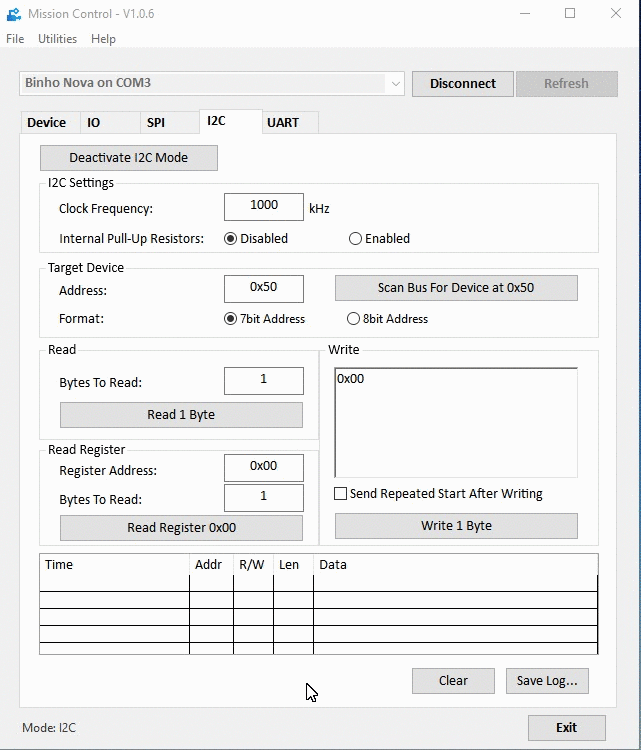 Mission Control - V1.0.6
File Utilities Help
Binho Nova on COM3 Disconnect Refresh
Device IO SPI I2C UART
Deactivate I2C Mode
I2C Settings
Clock Frequency: 1000 kHz
Internal Pull-Up Resistors: Disabled Enabled
Target Device
Address: 0x50 Scan Bus For Device at 0x50
Format: 7bit Address 8bit Address
Read
Bytes To Read: 1
Read 1 Byte
Read Register
Register Address: 0x00
Bytes To Read: 1
Read Register 0x00
Write
0x00
Send Repeated Start After Writing
Write 1 Byte
Time Addr R/W Len Data
Clear Save Log...
Mode: I2C Exit